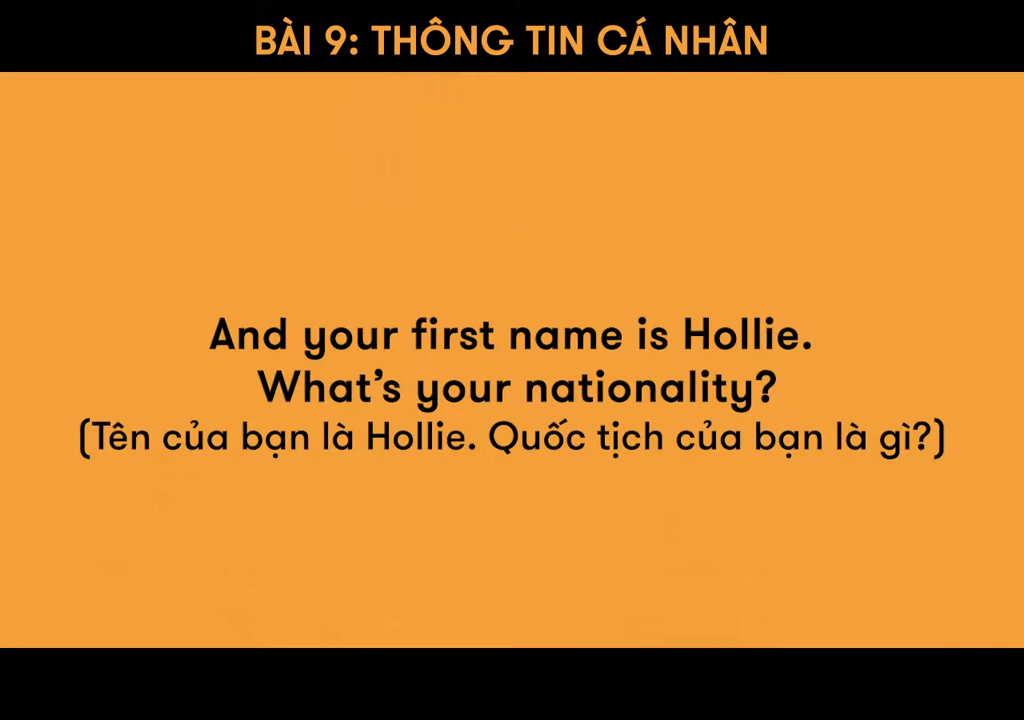 BÀI 9: THÔNG TIN CÁ NHÂN
And your first name is Hollie.
What’s your nationality?
(Tên của bạn là Hollie. Quốc tịch của bạn là gì?)